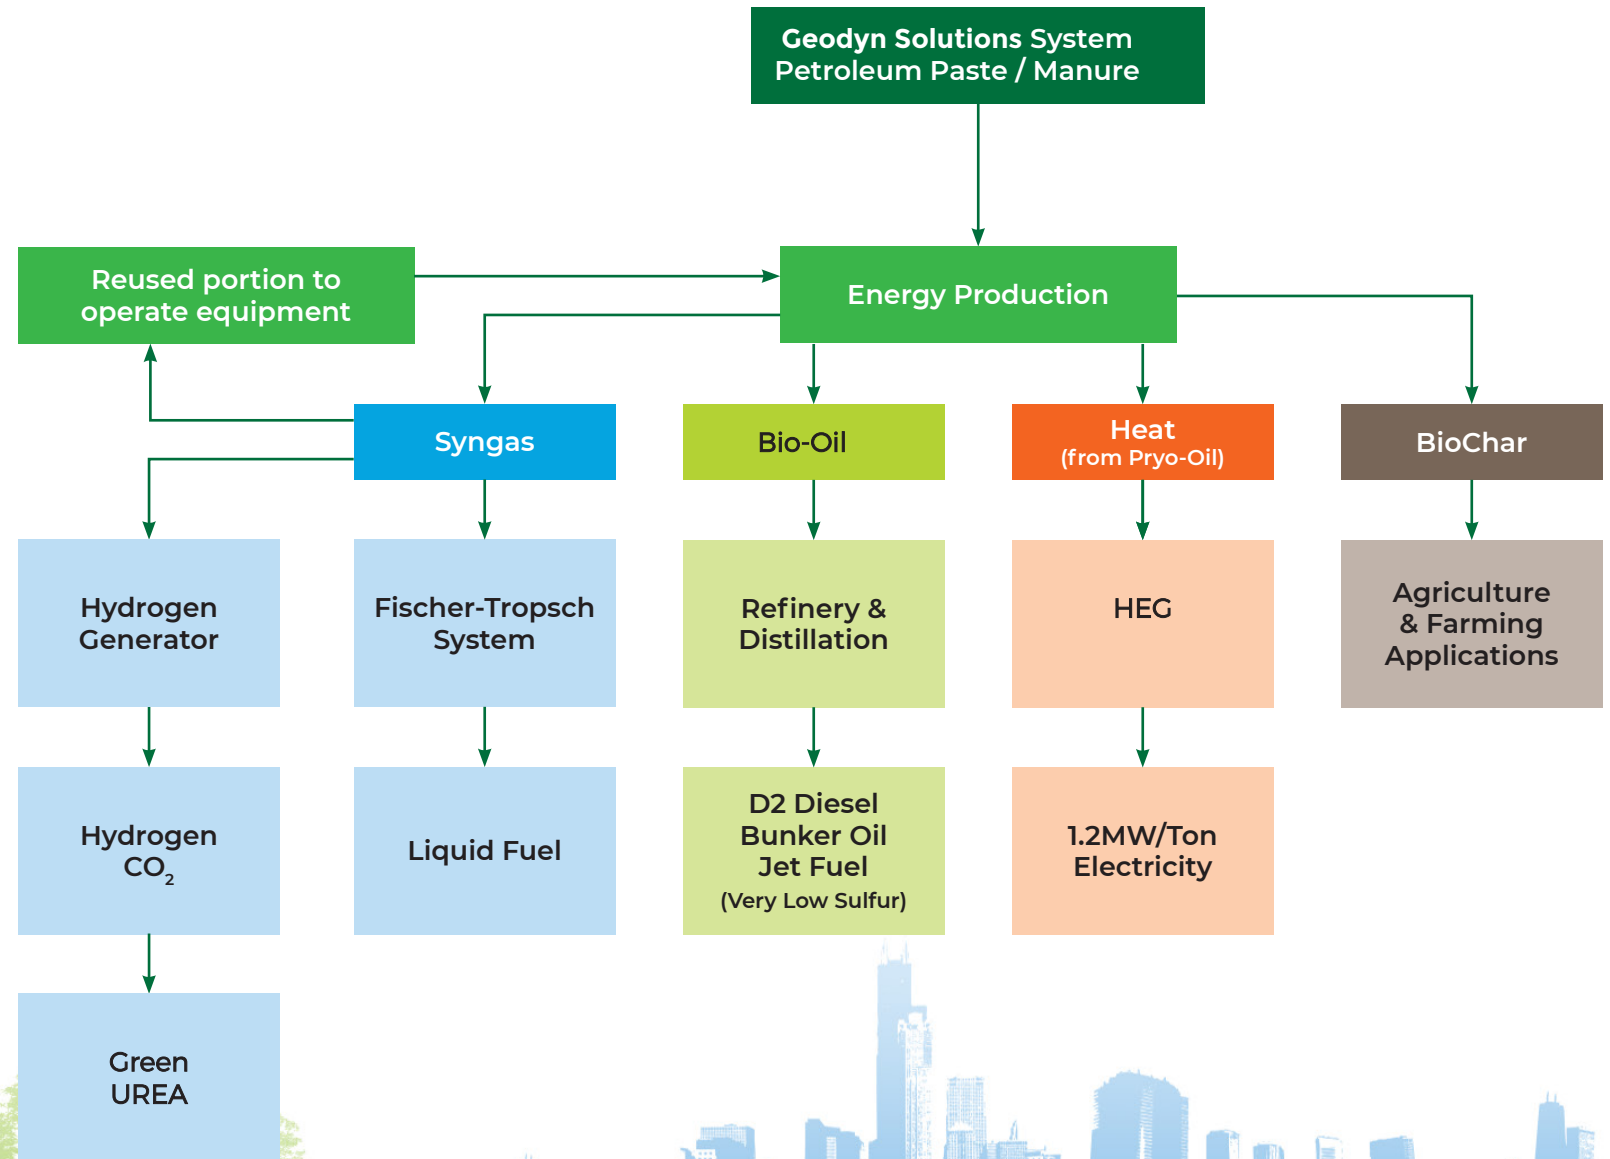 Geodyn Solutions System
Petroleum Paste / Manure
Reused portion to
operate equipment
Energy Production
Syngas
Bio-Oil
Heat
(from Pryo-Oil)
BioChar
Hydrogen
Generator
Fischer-Tropsch
System
Refinery &
Distillation
HEG
Agriculture
& Farming
Applications
Hydrogen
CO₂
Liquid Fuel
D2 Diesel
Bunker Oil
Jet Fuel
(Very Low Sulfur)
1.2MW/Ton
Electricity
Green
UREA